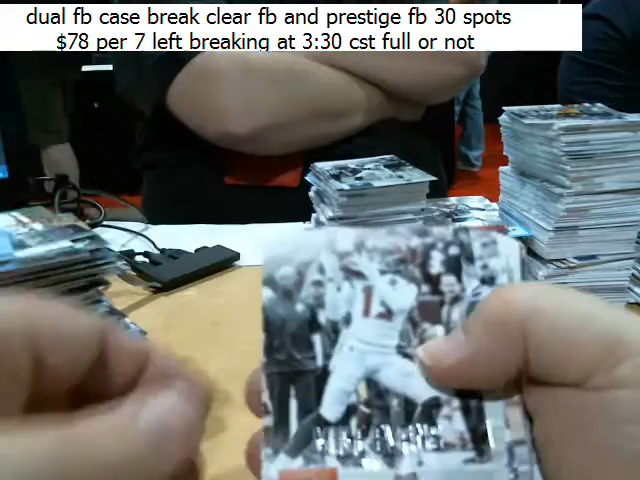 dual fb case break clear fb and prestige fb 30 spots
$78 per 7 left breaking at 3:30 cst full or not
13